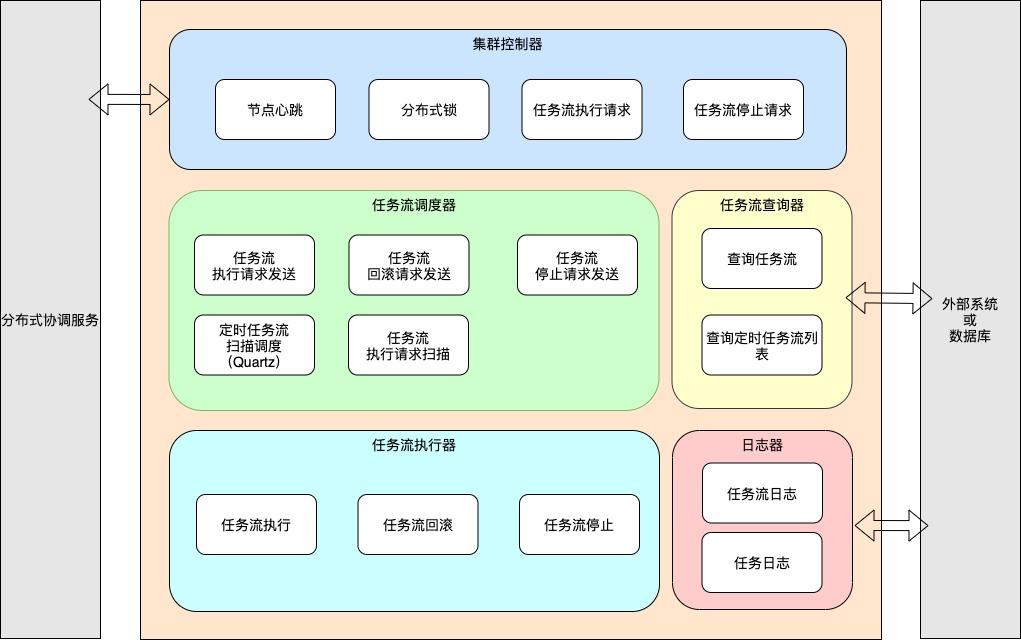 集群控制器
节点心跳
分布式锁
任务流执行请求
任务流停止请求
任务流调度器
任务流
执行请求发送
任务流
回滚请求发送
任务流
停止请求发送
定时任务流
扫描调度
（Quartz）
任务流
执行请求扫描
任务流查询器
查询任务流
查询定时任务流列
表
分布式协调服务
外部系统
或
数据库
任务流执行器
任务流执行
任务流回滚
任务流停止
日志器
任务流日志
任务日志